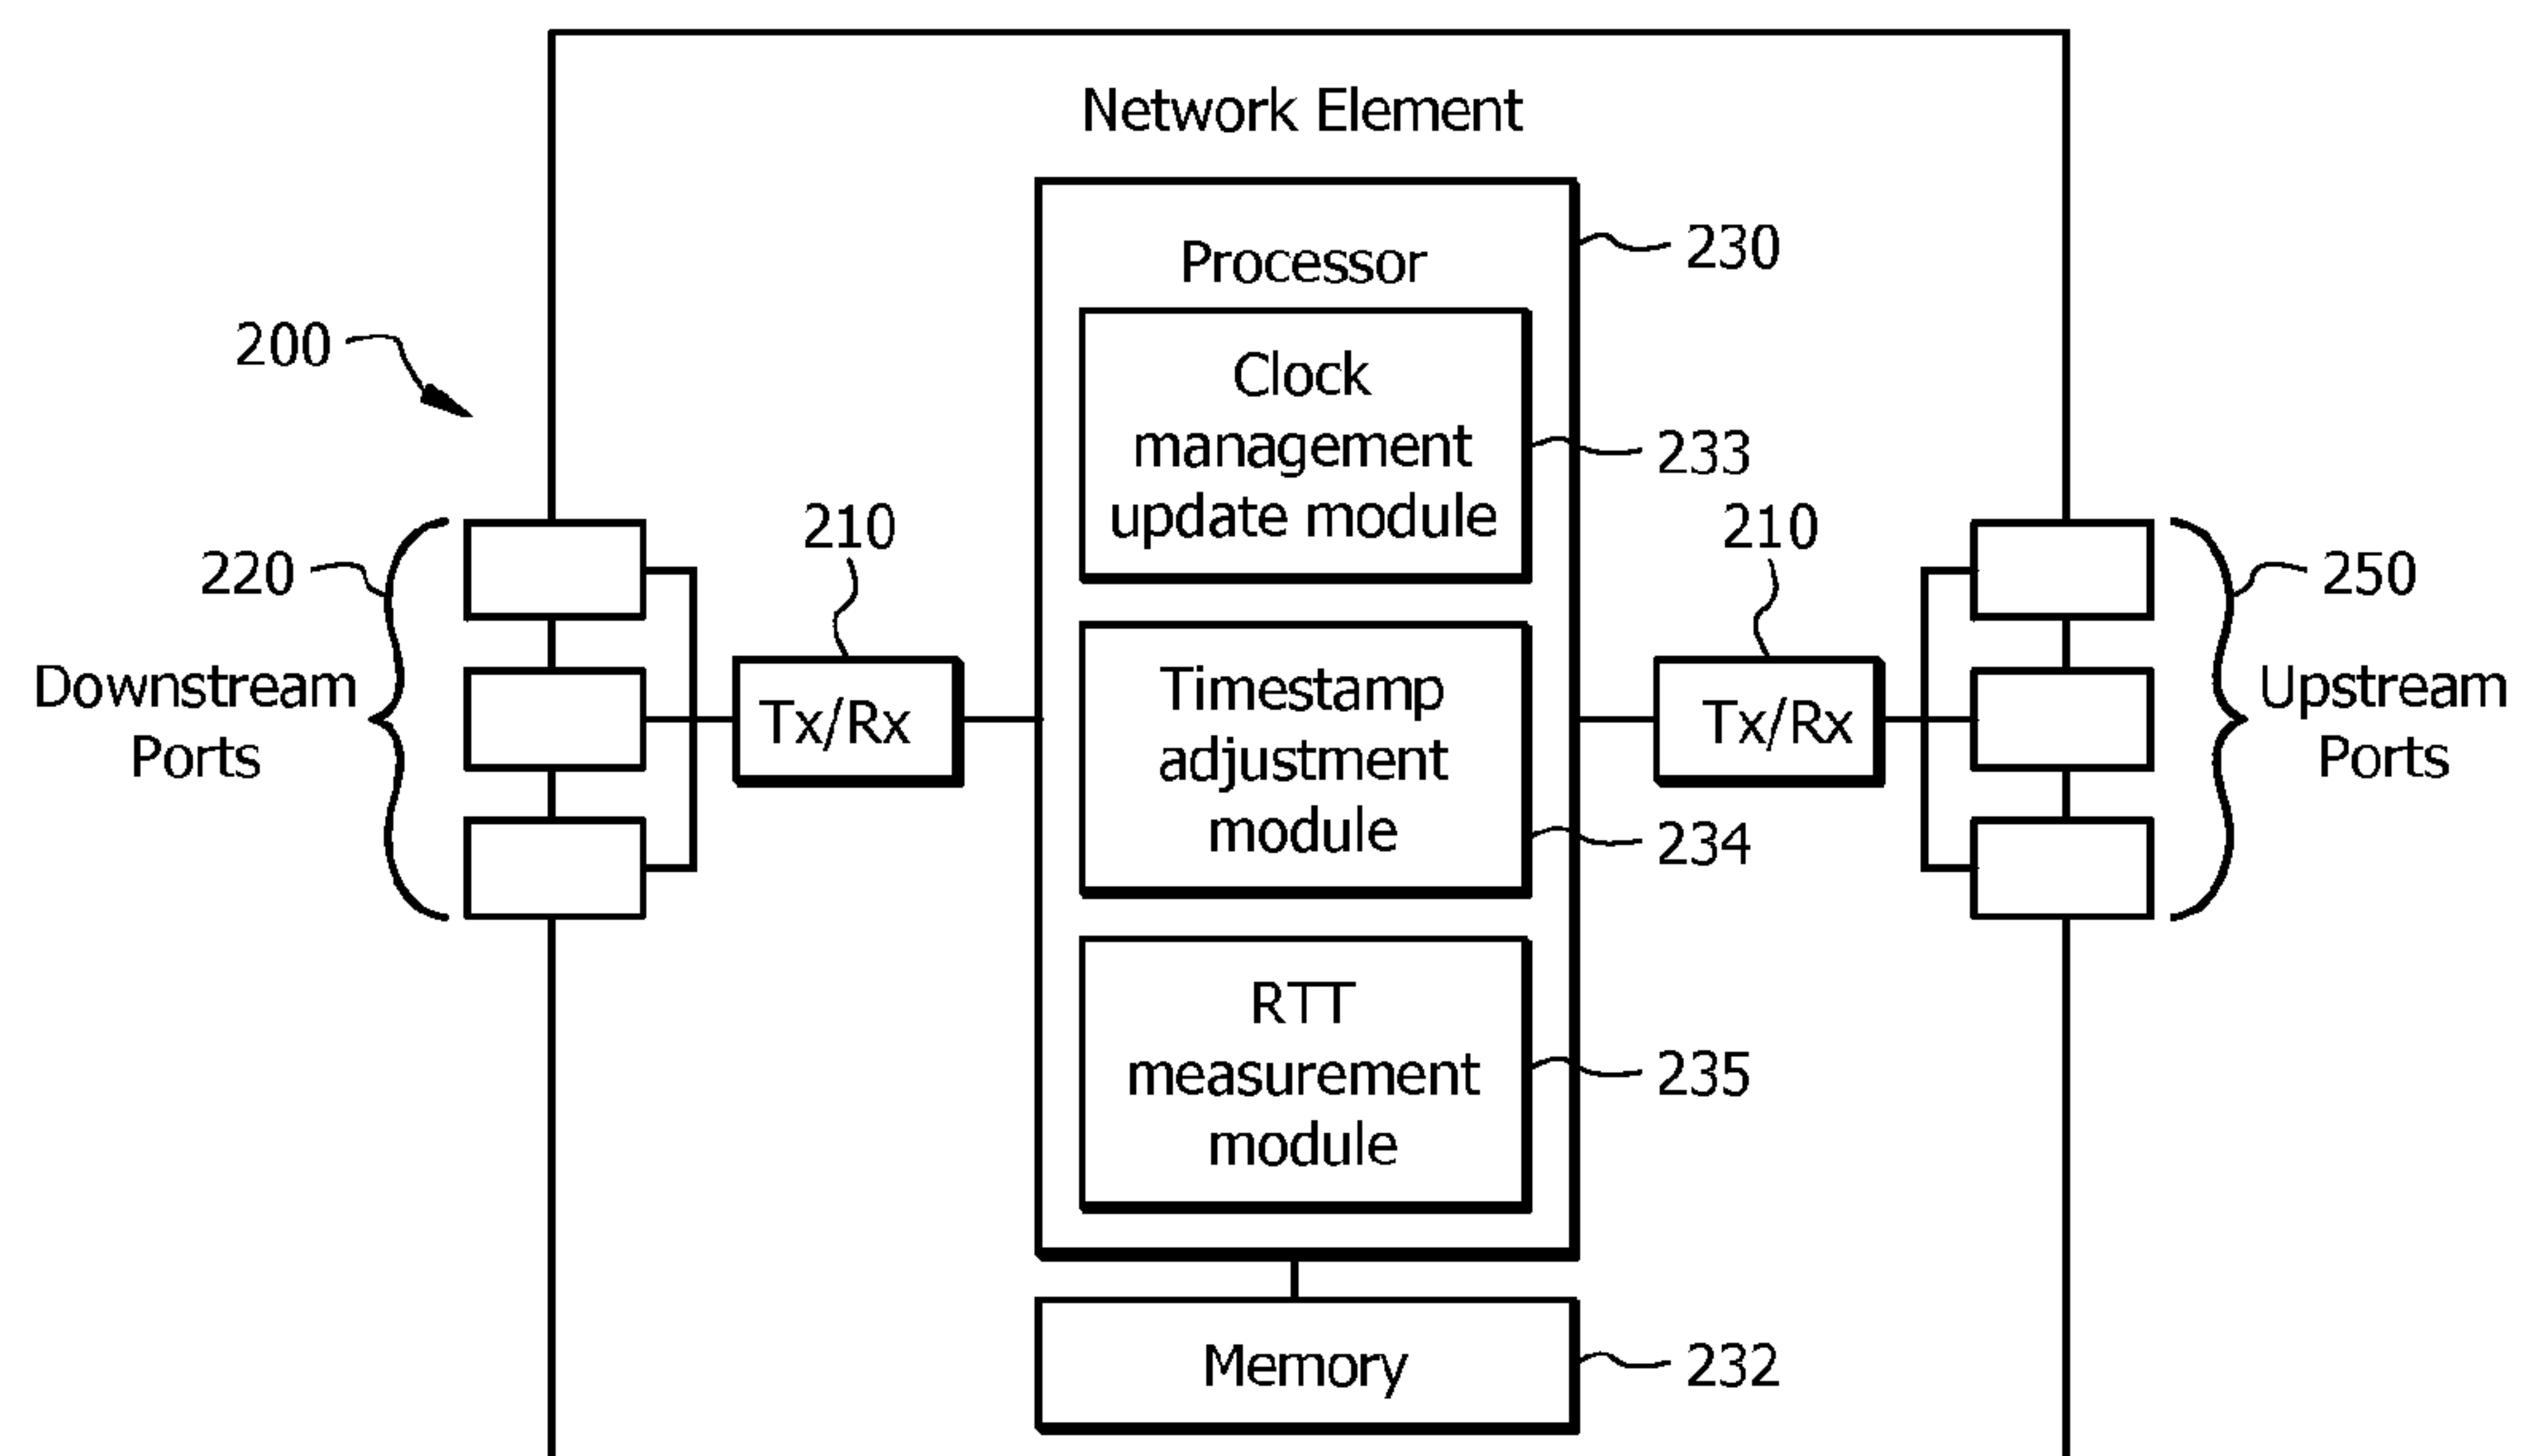 Network Element
Processor
230
200
Clock
management
update module
233
210
210
220
250
Downstream
Ports
Tx/Rx
Timestamp
adjustment
module
234
Tx/Rx
Upstream
Ports
RTT
measurement
module
235
Memory
232